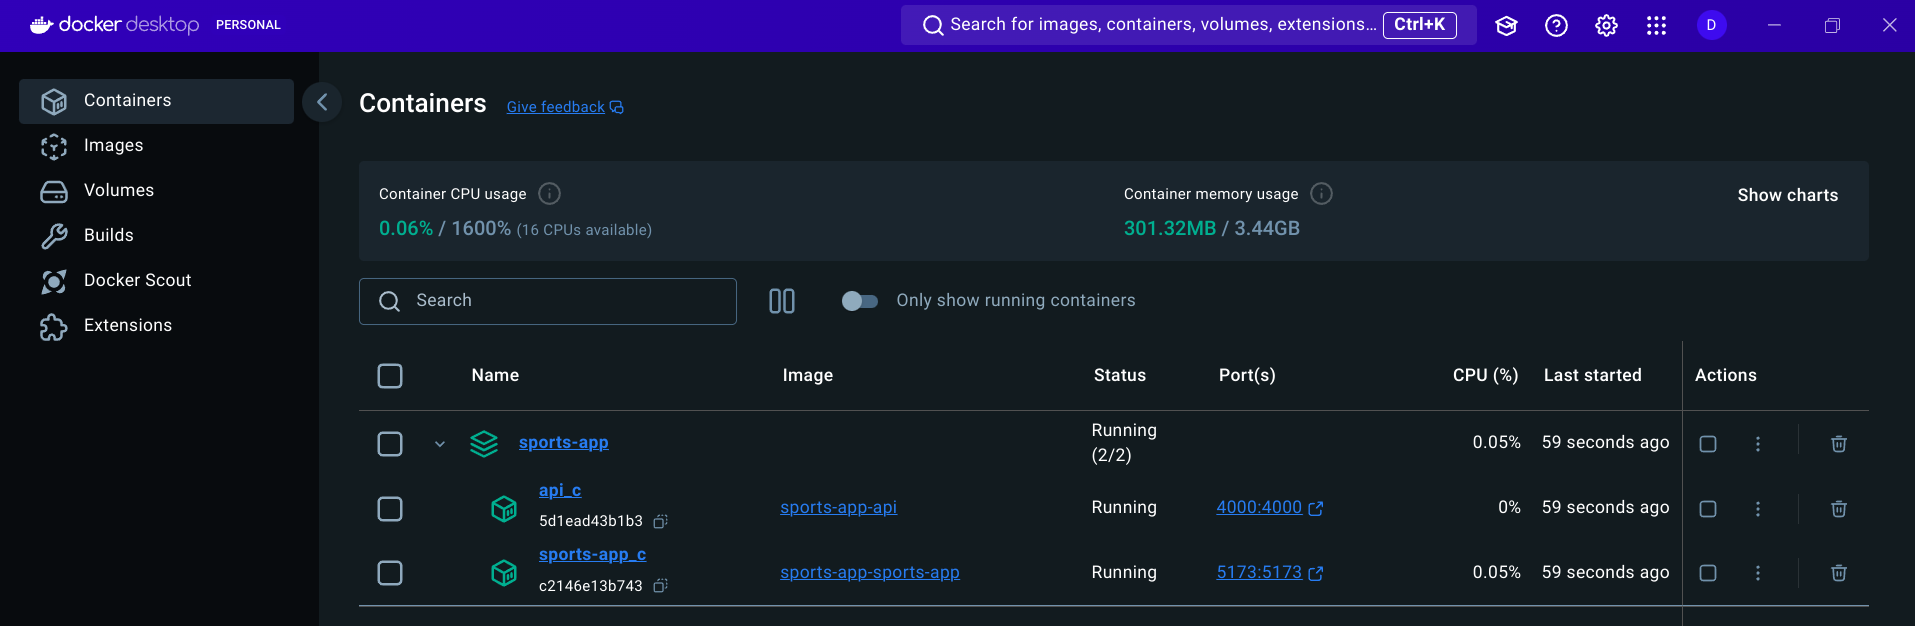 docker desktop PERSONAL
Search for images, containers, volumes, extensions... Ctrl+K
D
Containers
Images
Volumes
Builds
Docker Scout
Extensions
Containers Give feedback
Container CPU usage
0.06% / 1600% (16 CPUs available)
Container memory usage
301.32MB / 3.44GB
Show charts
Search
Only show running containers
Name Image Status Port(s) CPU (%) Last started Actions
sports-app Running (2/2) 0.05% 59 seconds ago
api_c
5d1ead43b1b3
sports-app-api Running 4000:4000 0% 59 seconds ago
sports-app_c
c2146e13b743
sports-app-sports-app Running 5173:5173 0.05% 59 seconds ago